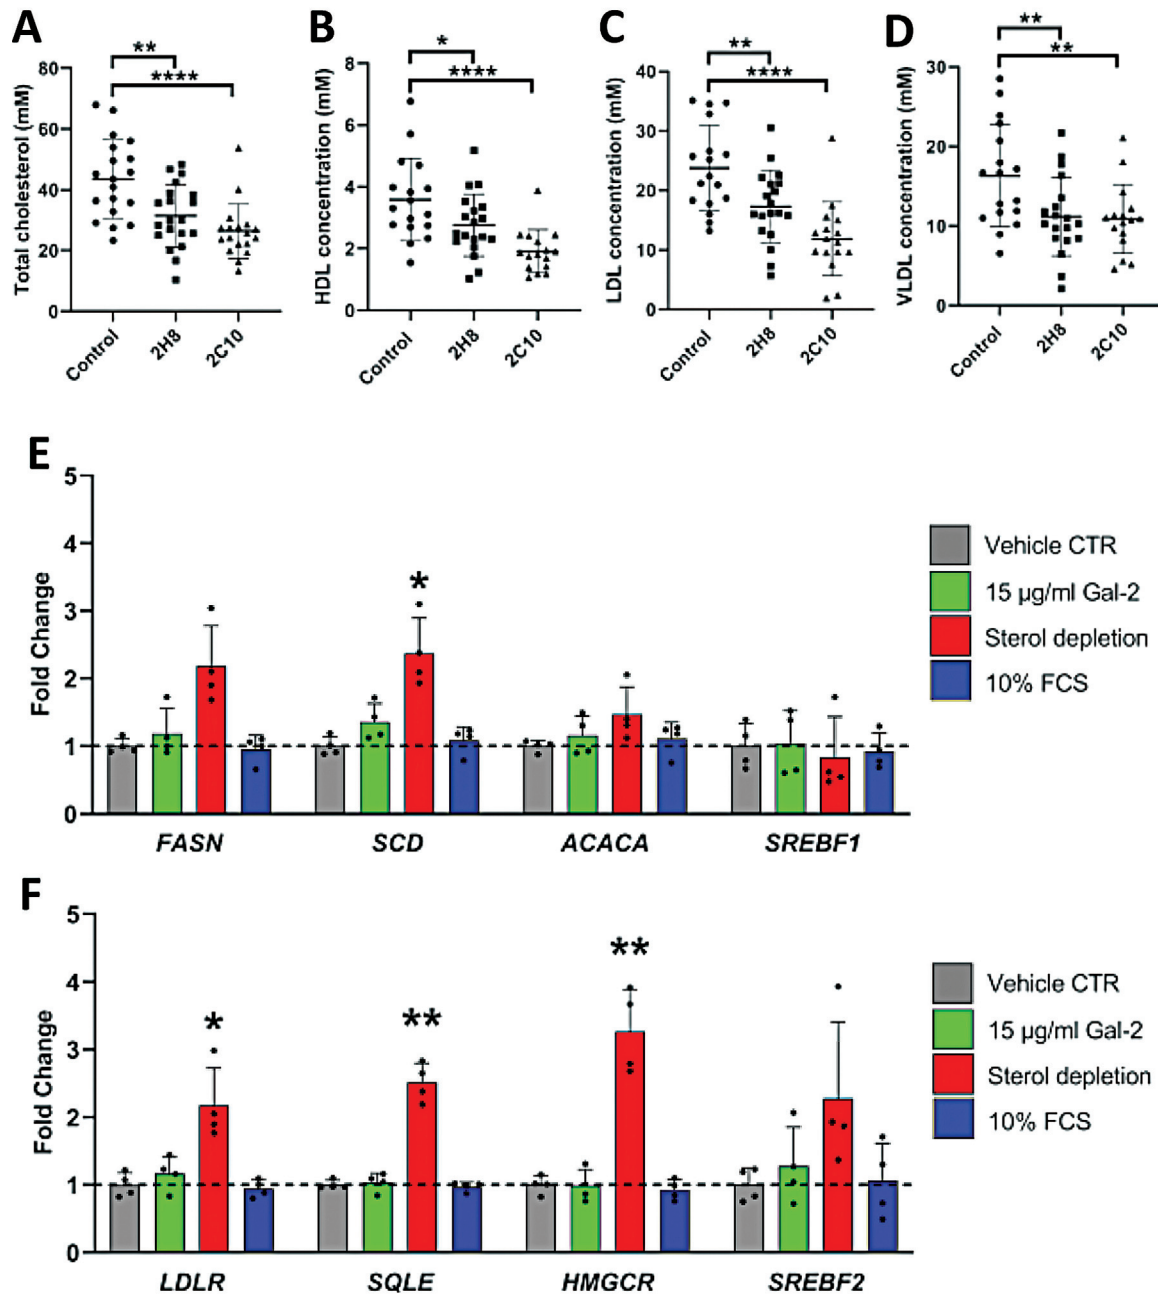 A
**
****
Total cholesterol (mM)
80
60
40
20
0
Control
2H8
2C10
B
*
****
HDL concentration (mM)
8
6
4
2
0
Control
2H8
2C10
C
**
****
LDL concentration (mM)
40
30
20
10
0
Control
2H8
2C10
D
**
**
VLDL concentration (mM)
30
20
10
0
Control
2H8
2C10
E
Fold Change
5
4
3
2
1
0
*
FASN
SCD
ACACA
SREBF1
Vehicle CTR
15 µg/ml Gal-2
Sterol depletion
10% FCS
F
Fold Change
5
4
3
2
1
0
*
**
**
LDLR
SQLE
HMGCR
SREBF2
Vehicle CTR
15 µg/ml Gal-2
Sterol depletion
10% FCS